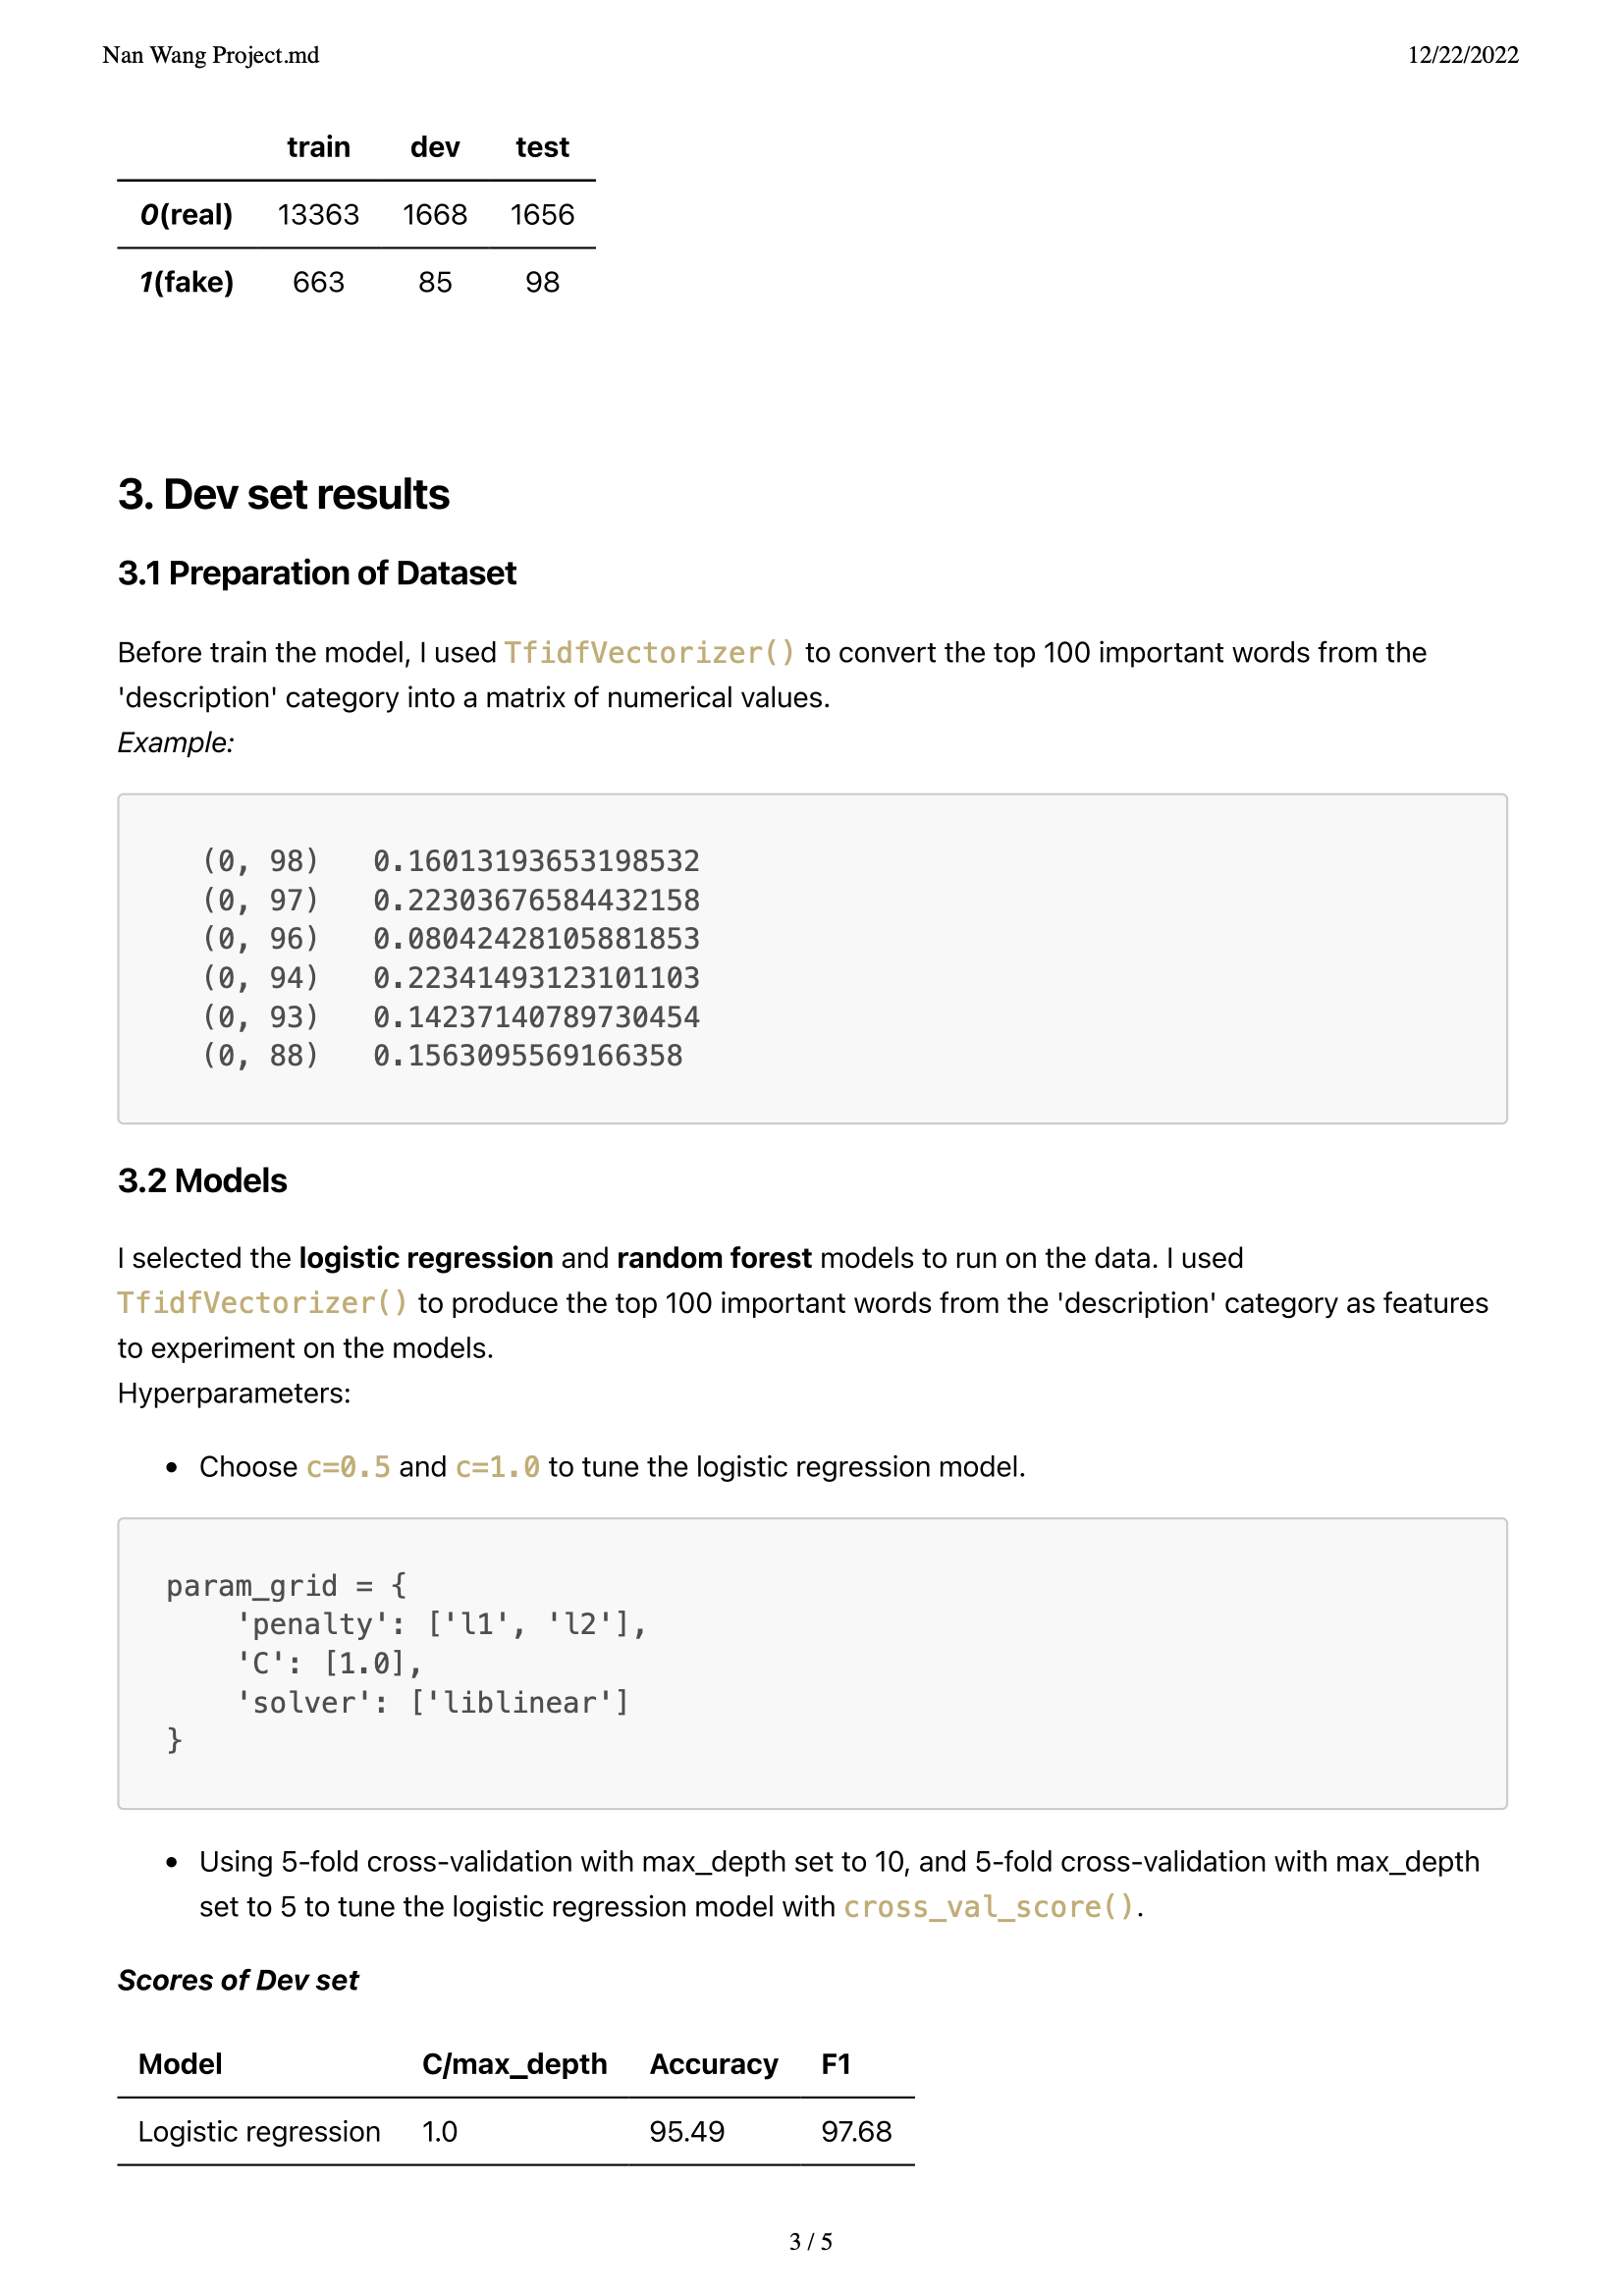 Nan Wang Project.md 12/22/2022
train dev test
0(real) 13363 1668 1656
1(fake) 663 85 98
3. Dev set results
3.1 Preparation of Dataset
Before train the model, I used TfidfVectorizer() to convert the top 100 important words from the
'description' category into a matrix of numerical values.
Example:
(0, 98) 0.16013193653198532
(0, 97) 0.22303676584432158
(0, 96) 0.08042428105881853
(0, 94) 0.22341493123101103
(0, 93) 0.14237140789730454
(0, 88) 0.1563095569166358
3.2 Models
I selected the logistic regression and random forest models to run on the data. I used
TfidfVectorizer() to produce the top 100 important words from the 'description' category as features
to experiment on the models.
Hyperparameters:
• Choose c=0.5 and c=1.0 to tune the logistic regression model.
param_grid = {
'penalty': ['l1', 'l2'],
'C': [1.0],
'solver': ['liblinear']
}
• Using 5-fold cross-validation with max_depth set to 10, and 5-fold cross-validation with max_depth
set to 5 to tune the logistic regression model with cross_val_score().
Scores of Dev set
Model C/max_depth Accuracy F1
Logistic regression 1.0 95.49 97.68
3 / 5